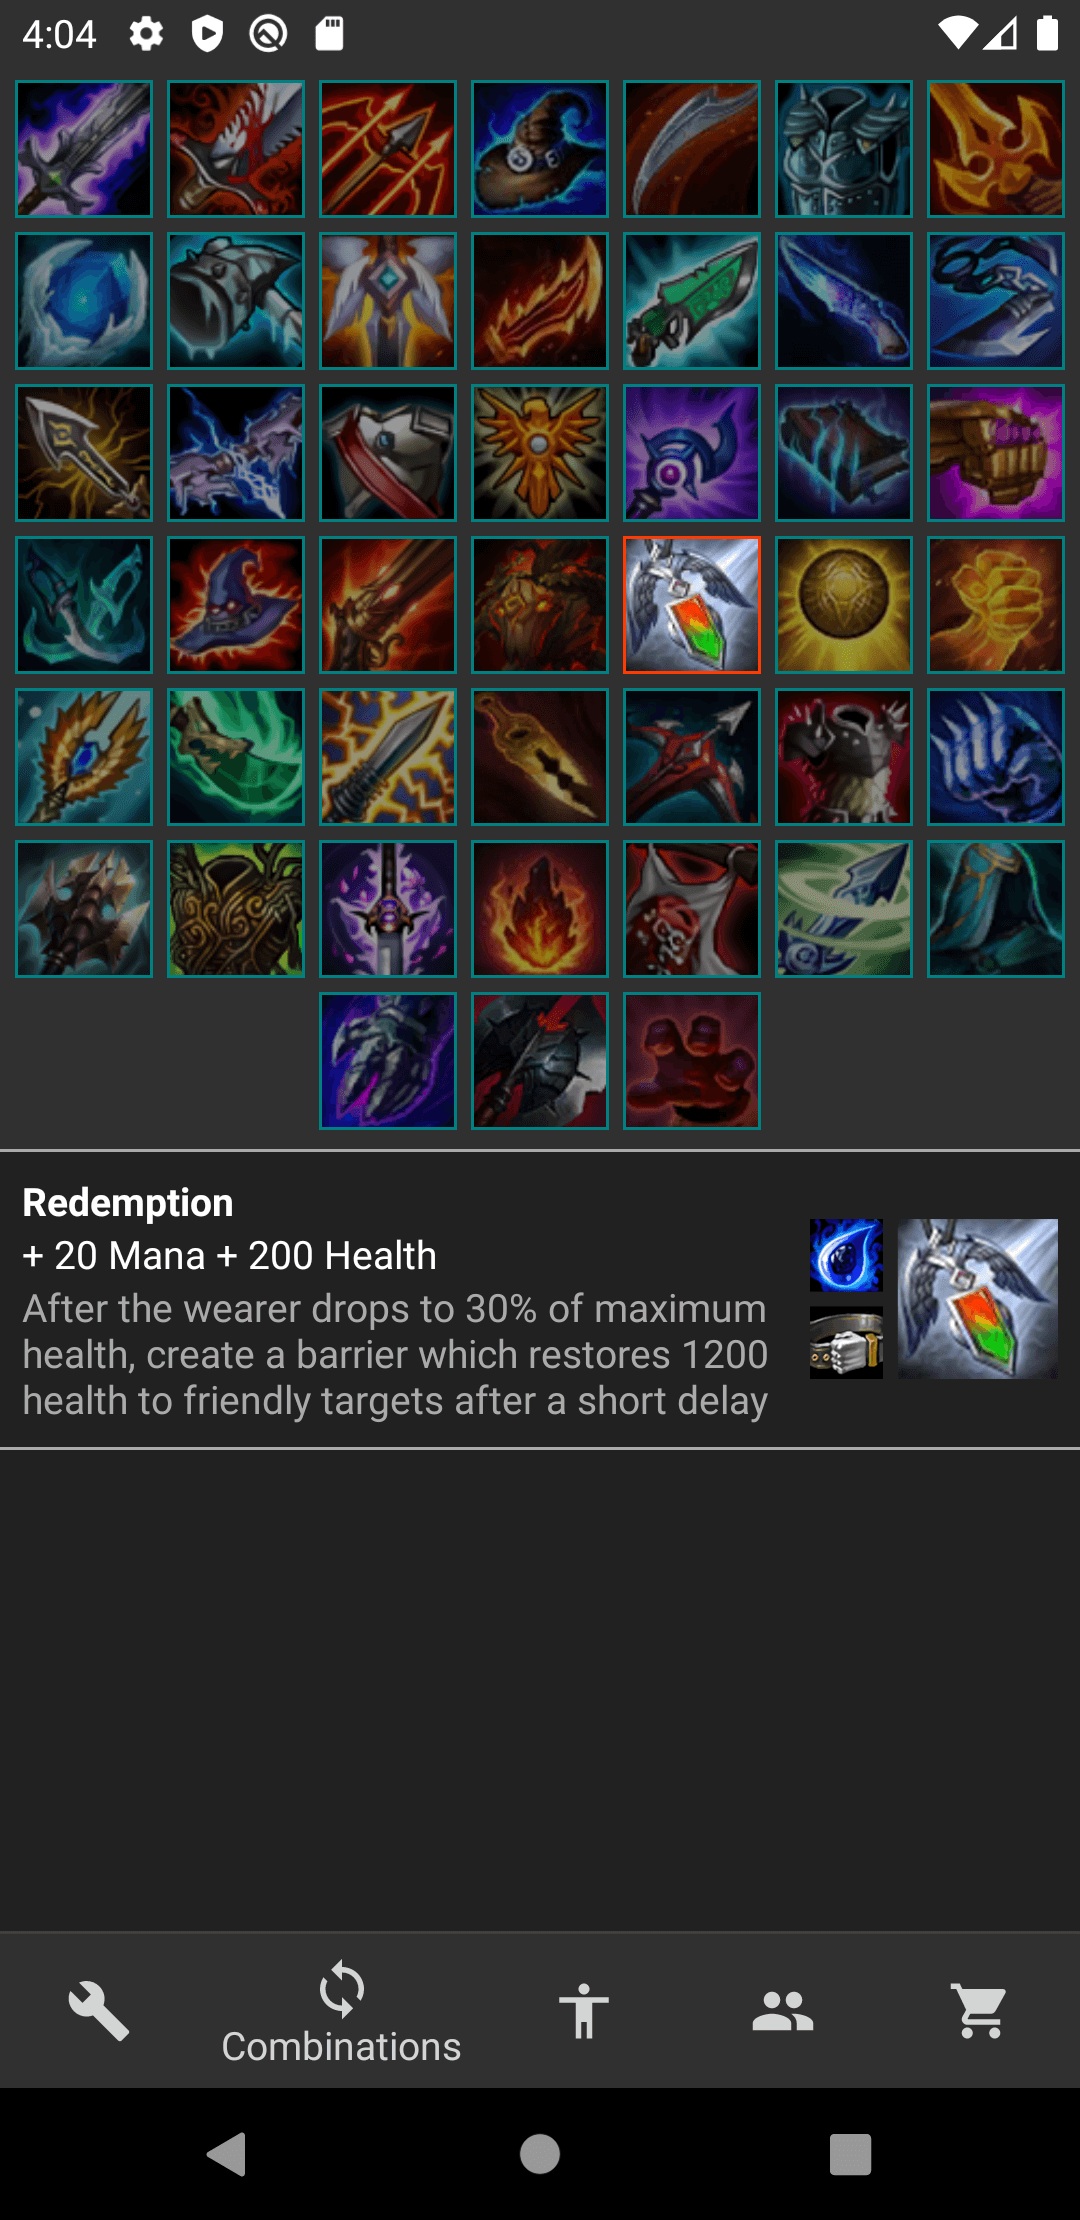 4:04
Redemption
+ 20 Mana + 200 Health
After the wearer drops to 30% of maximum
health, create a barrier which restores 1200
health to friendly targets after a short delay
Combinations